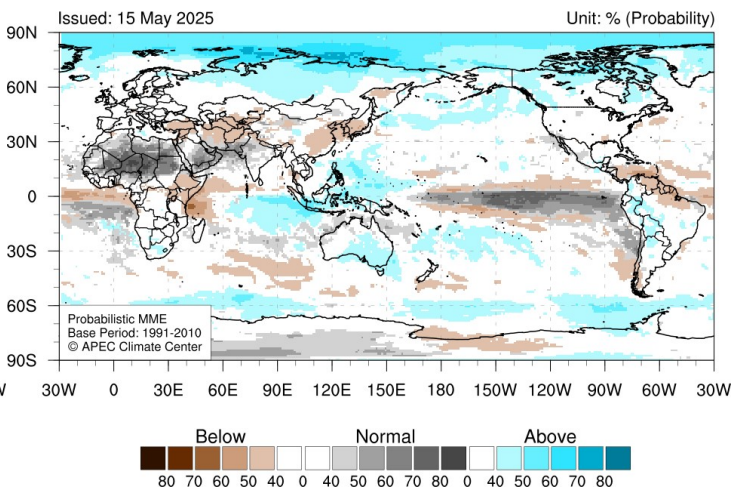 Issued: 15 May 2025 Unit: % (Probability)
90N
60N
30N
0
30S
60S
90S
Probabilistic MME
Base Period: 1991-2010
© APEC Climate Center
W 30W 0 30E 60E 90E 120E 150E 180 150W 120W 90W 60W 30W
Below Normal Above
80 70 60 50 40 0 40 50 60 70 80 0 40 50 60 70 80